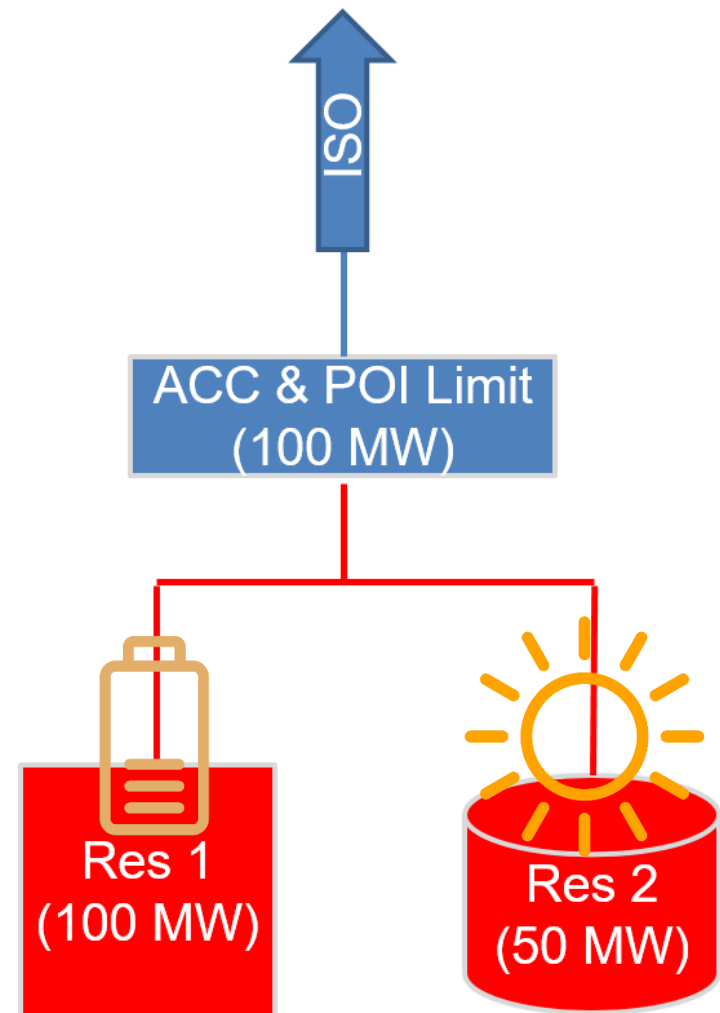 ISO
ACC & POI Limit
(100 MW)
Res 1
(100 MW)
Res 2
(50 MW)